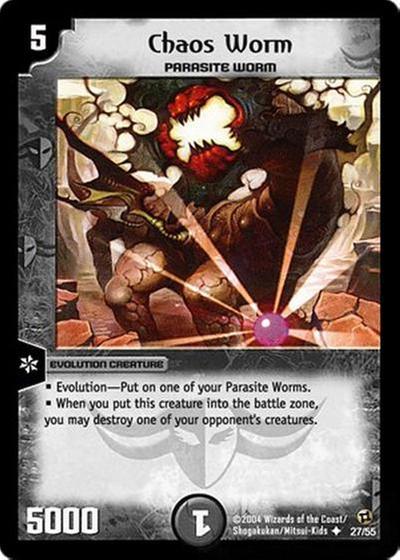 5
Chaos Worm
PARASITE WORM
EVOLUTION CREATURE
▪ Evolution—Put on one of your Parasite Worms.
▪ When you put this creature into the battle zone,
you may destroy one of your opponent's creatures.
5000
1
©2004 Wizards of the Coast/
Shogakukan/Mitsui-Kids ♦ 27/55